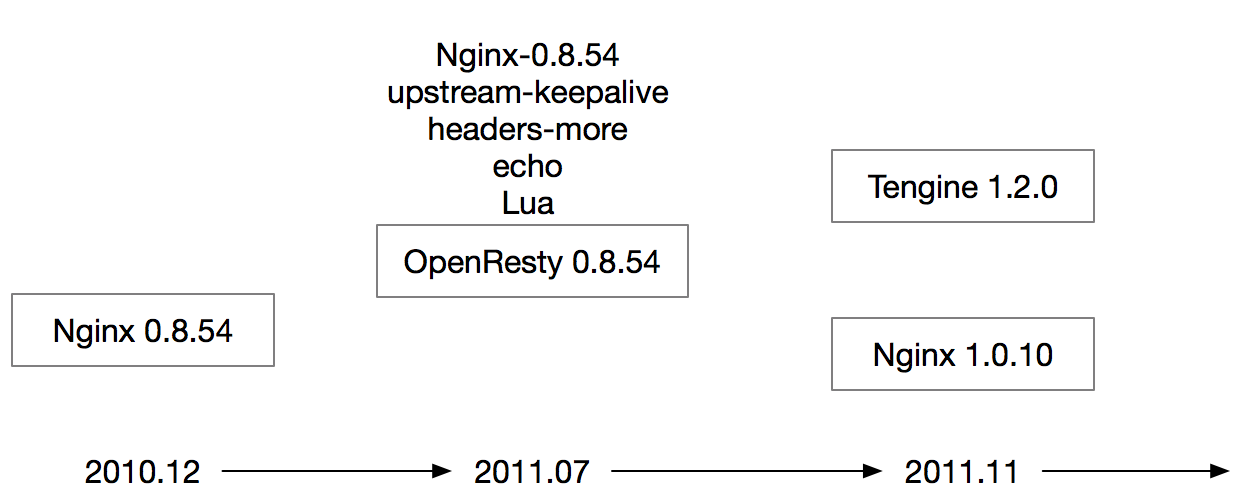 Nginx-0.8.54
upstream-keepalive
headers-more
echo
Lua
OpenResty 0.8.54
Tengine 1.2.0
Nginx 0.8.54
Nginx 1.0.10
2010.12
2011.07
2011.11